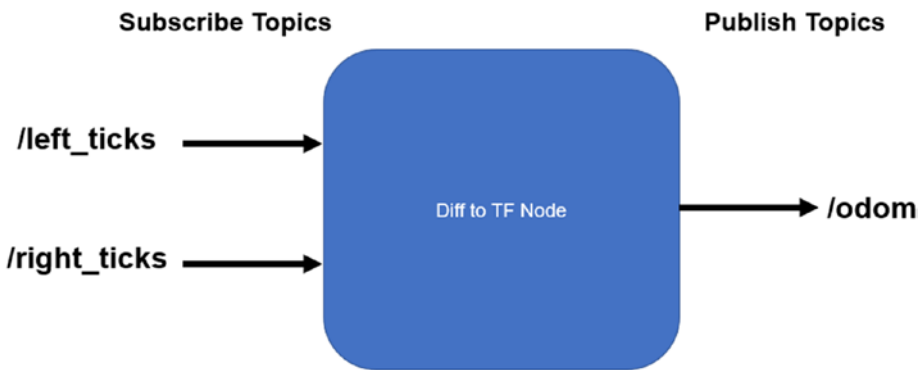 Subscribe Topics
Publish Topics
/left_ticks
Diff to TF Node
/odom
/right_ticks